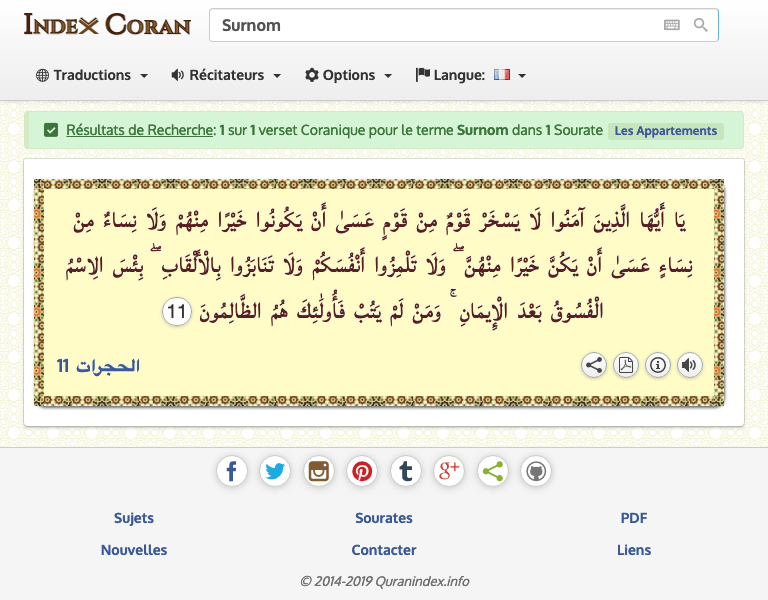 Index Coran
Surnom
Traductions
Récitateurs
Options
Langue:
Résultats de Recherche: 1 sur 1 verset Coranique pour le terme Surnom dans 1 Sourate Les Appartements
يَا أَيُّهَا الَّذِينَ آمَنُوا لَا يَسْخَرْ قَوْمٌ مِنْ قَوْمٍ عَسَىٰ أَنْ يَكُونُوا خَيْرًا مِنْهُمْ وَلَا نِسَاءٌ مِنْ
نِسَاءٍ عَسَىٰ أَنْ يَكُنَّ خَيْرًا مِنْهُنَّ ۖ وَلَا تَلْمِزُوا أَنْفُسَكُمْ وَلَا تَنَابَزُوا بِالْأَلْقَابِ ۖ بِئْسَ الِاسْمُ
الْفُسُوقُ بَعْدَ الْإِيمَانِ ۚ وَمَنْ لَمْ يَتُبْ فَأُولَٰئِكَ هُمُ الظَّالِمُونَ 11
الحجرات 11
Sujets
Sourates
PDF
Nouvelles
Contacter
Liens
© 2014-2019 Quranindex.info